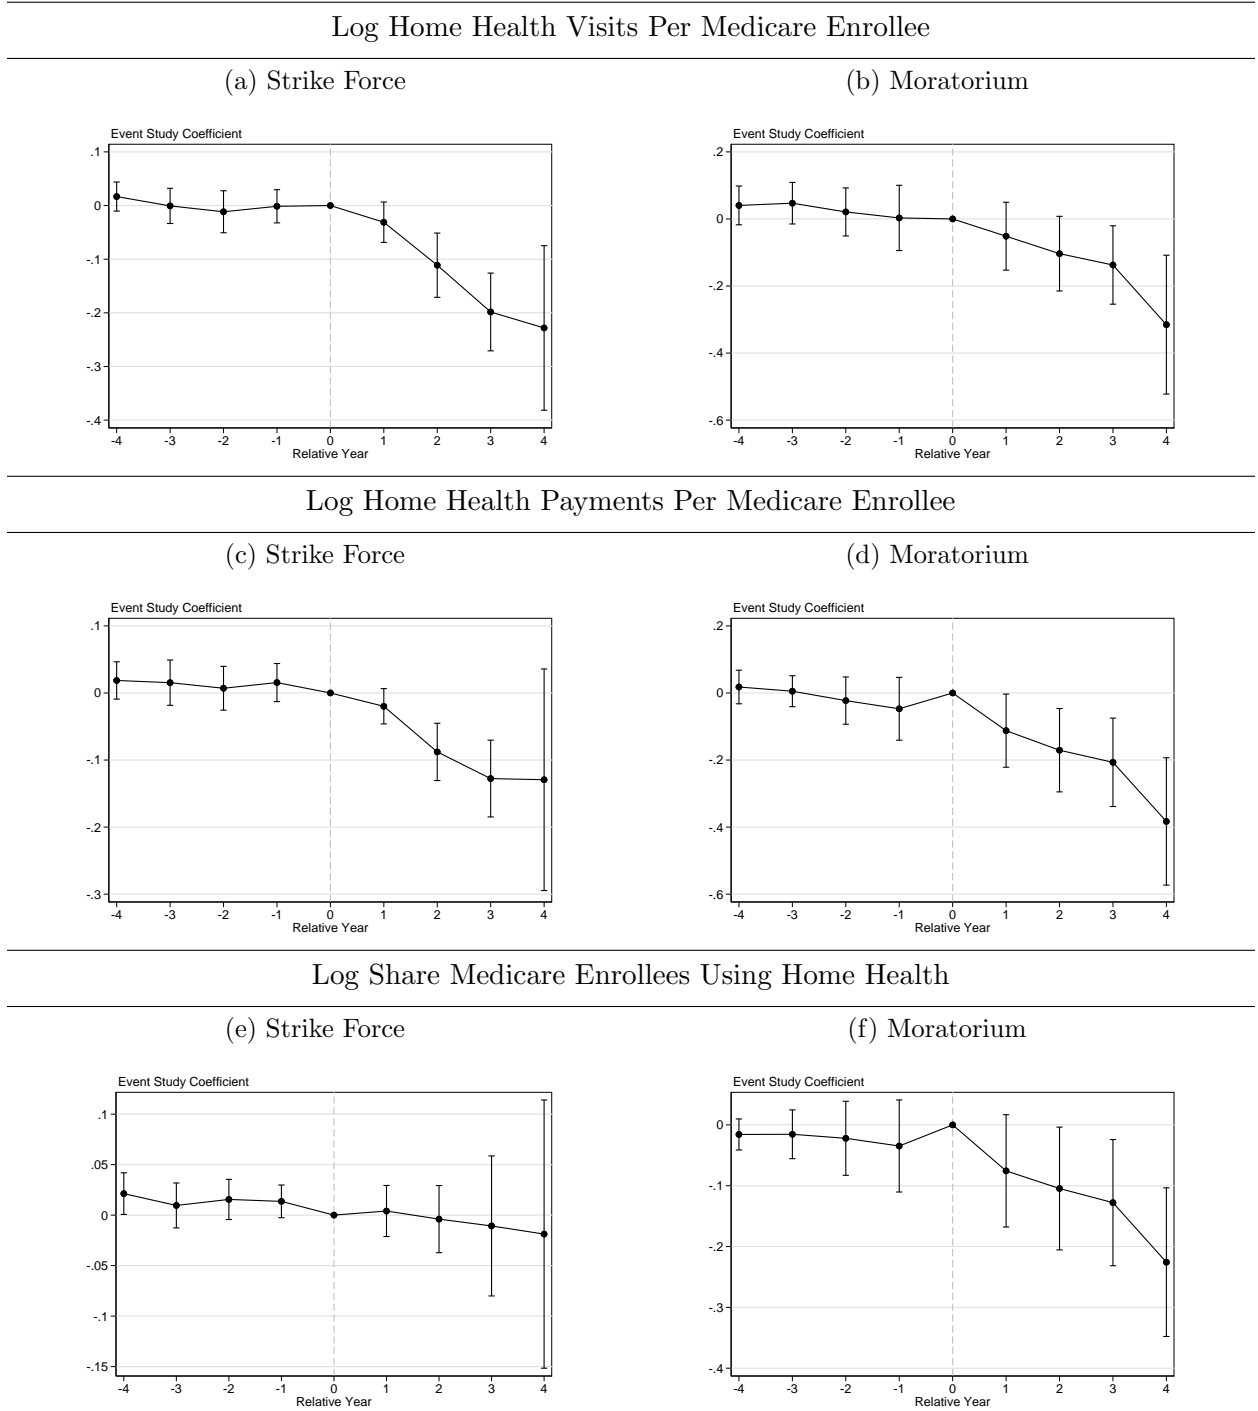 Log Home Health Visits Per Medicare Enrollee
(a) Strike Force
(b) Moratorium
Event Study Coefficient
.1
0
-.1
-.2
-.3
-.4
-4 -3 -2 -1 0 1 2 3 4
Relative Year
Event Study Coefficient
.2
0
-.2
-.4
-.6
-4 -3 -2 -1 0 1 2 3 4
Relative Year
Log Home Health Payments Per Medicare Enrollee
(c) Strike Force
(d) Moratorium
Event Study Coefficient
.1
0
-.1
-.2
-.3
-4 -3 -2 -1 0 1 2 3 4
Relative Year
Event Study Coefficient
.2
0
-.2
-.4
-.6
-4 -3 -2 -1 0 1 2 3 4
Relative Year
Log Share Medicare Enrollees Using Home Health
(e) Strike Force
(f) Moratorium
Event Study Coefficient
.1
.05
0
-.05
-.1
-.15
-4 -3 -2 -1 0 1 2 3 4
Relative Year
Event Study Coefficient
0
-.1
-.2
-.3
-.4
-4 -3 -2 -1 0 1 2 3 4
Relative Year